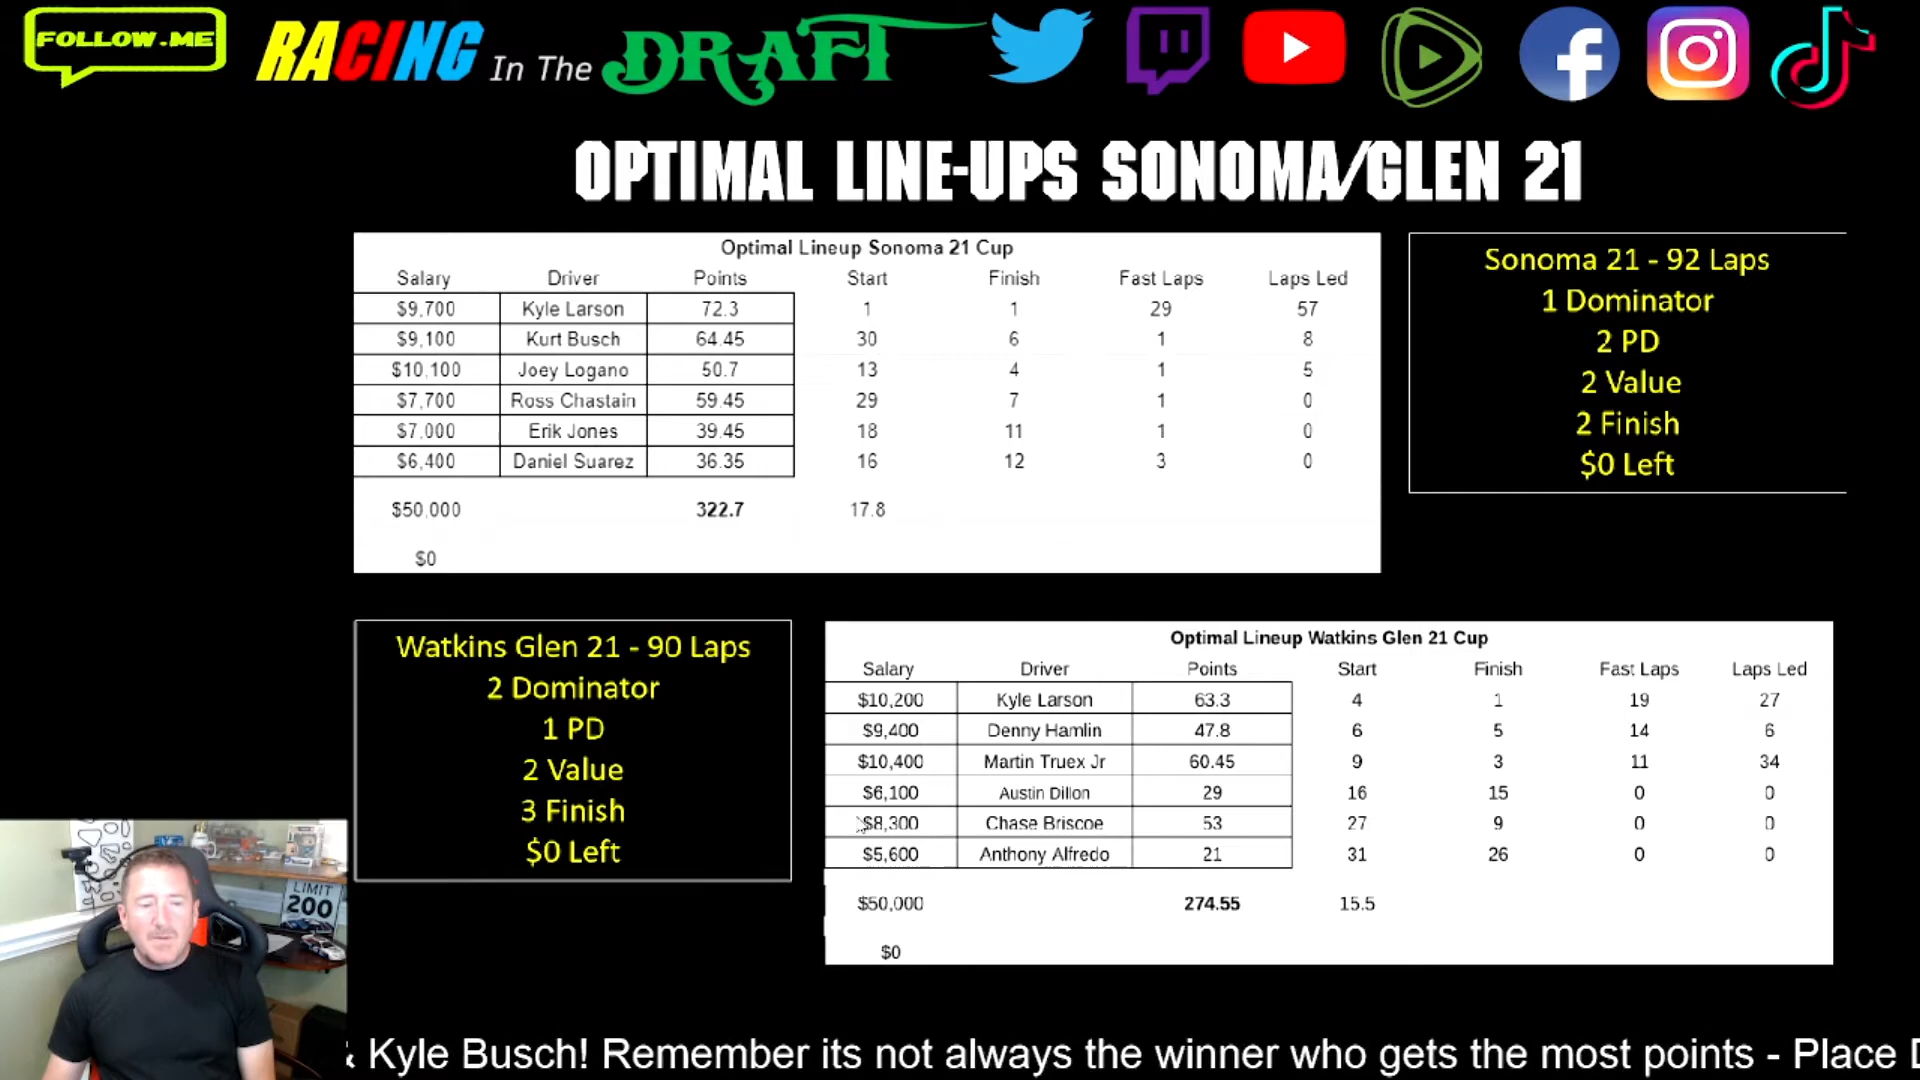 FOLLOW.ME
RACING In The DRAFT
OPTIMAL LINE-UPS SONOMA/GLEN 21
Optimal Lineup Sonoma 21 Cup
Salary Driver Points Start Finish Fast Laps Laps Led
$9,700 Kyle Larson 72.3 1 1 29 57
$9,100 Kurt Busch 64.45 30 6 1 8
$10,100 Joey Logano 50.7 13 4 1 5
$7,700 Ross Chastain 59.45 29 7 1 0
$7,000 Erik Jones 39.45 18 11 1 0
$6,400 Daniel Suarez 36.35 16 12 3 0
$50,000 322.7 17.8
$0
Sonoma 21 - 92 Laps
1 Dominator
2 PD
2 Value
2 Finish
$0 Left
Watkins Glen 21 - 90 Laps
2 Dominator
1 PD
2 Value
3 Finish
$0 Left
Optimal Lineup Watkins Glen 21 Cup
Salary Driver Points Start Finish Fast Laps Laps Led
$10,200 Kyle Larson 63.3 4 1 19 27
$9,400 Denny Hamlin 47.8 6 5 14 6
$10,400 Martin Truex Jr 60.45 9 3 11 34
$6,100 Austin Dillon 29 16 15 0 0
$8,300 Chase Briscoe 53 27 9 0 0
$5,600 Anthony Alfredo 21 31 26 0 0
$50,000 274.55 15.5
$0
LIMIT
200
& Kyle Busch! Remember its not always the winner who gets the most points - Place